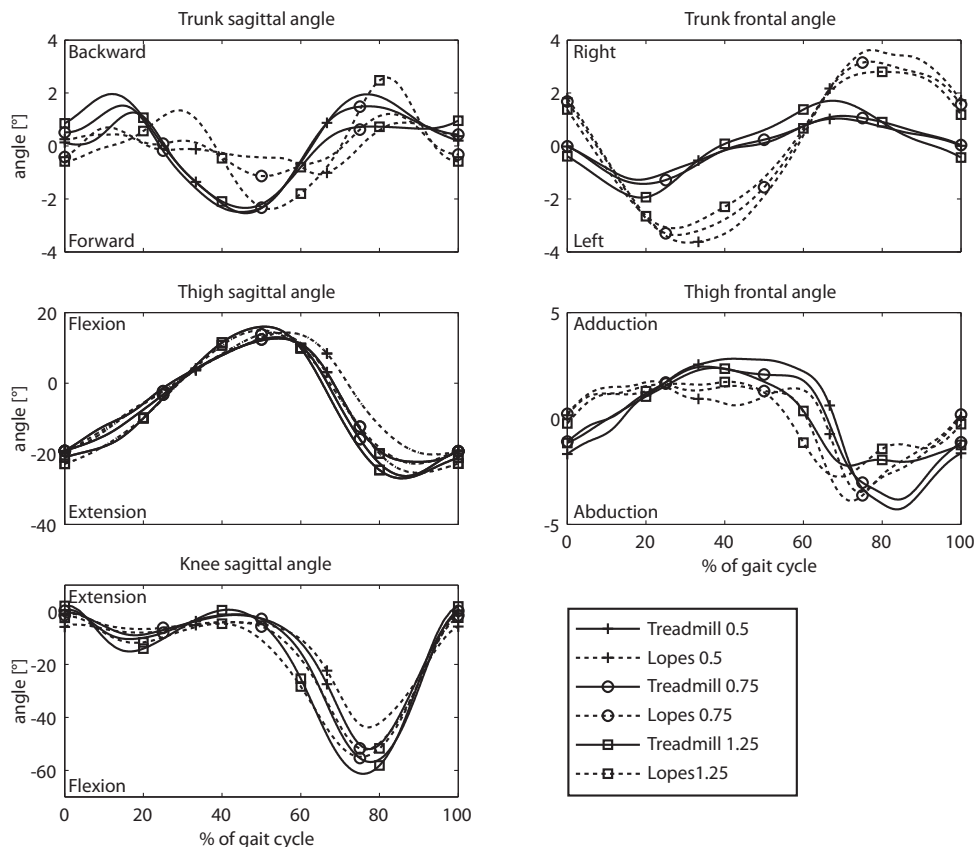 Trunk sagittal angle
4
2
0
-2
-4
angle [°]
Backward
Forward
Trunk frontal angle
4
2
0
-2
-4
Right
Left
Thigh sagittal angle
20
0
-20
-40
angle [°]
Flexion
Extension
Thigh frontal angle
5
0
-5
Adduction
Abduction
0 20 40 60 80 100
% of gait cycle
Knee sagittal angle
0
-20
-40
-60
angle [°]
Extension
Flexion
0 20 40 60 80 100
% of gait cycle
Treadmill 0.5
Lopes 0.5
Treadmill 0.75
Lopes 0.75
Treadmill 1.25
Lopes1.25